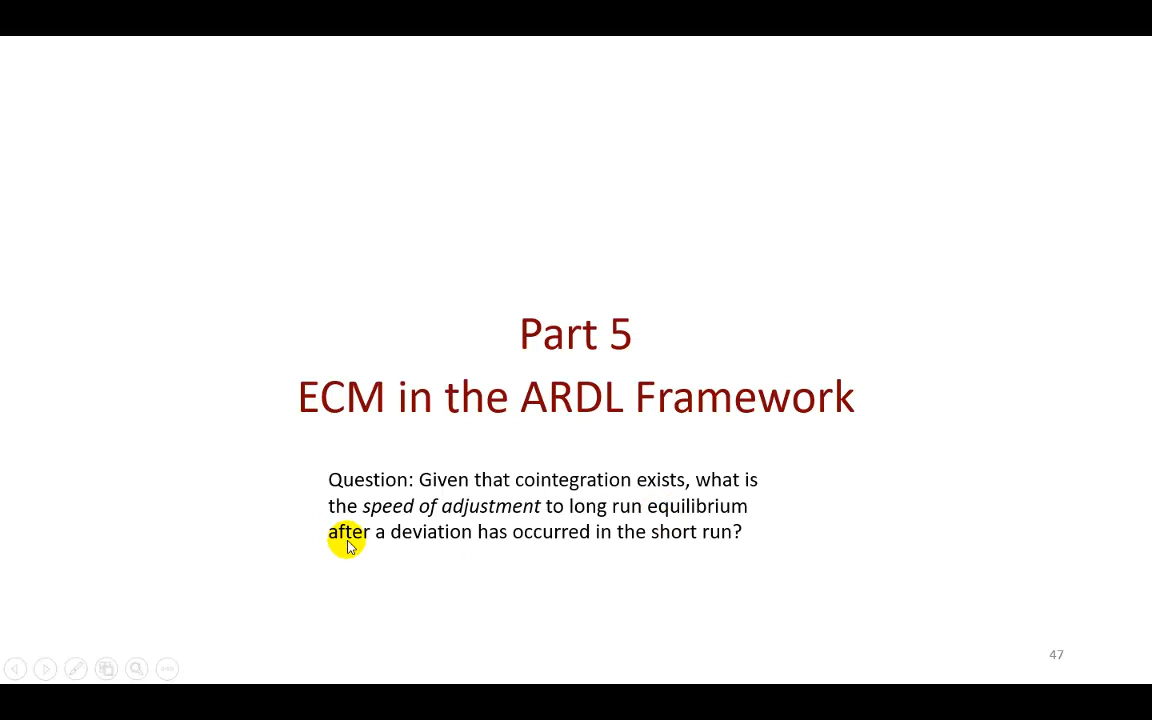 Part 5
ECM in the ARDL Framework
Question: Given that cointegration exists, what is
the speed of adjustment to long run equilibrium
after a deviation has occurred in the short run?
47